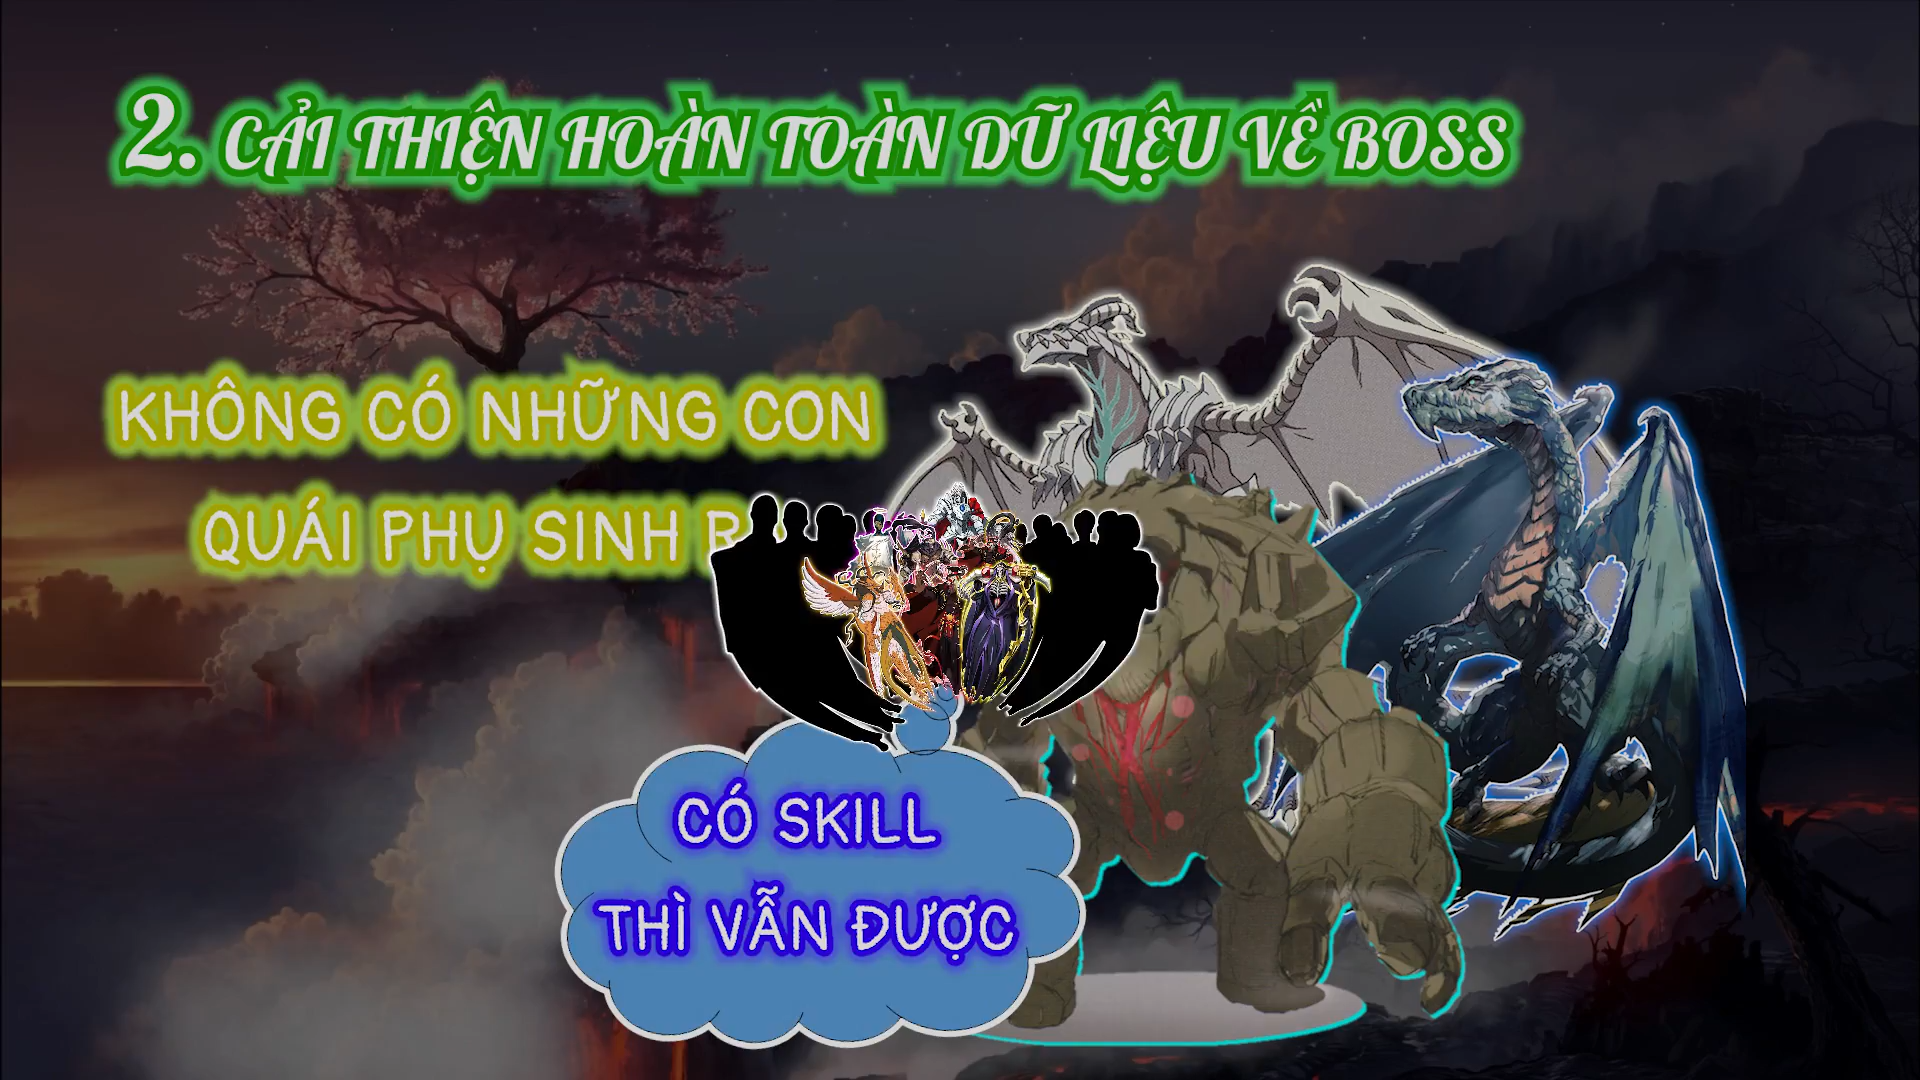 2. CẢI THIỆN HOÀN TOÀN DỮ LIỆU VỀ BOSS
KHÔNG CÓ NHỮNG CON
QUÁI PHỤ SINH
CÓ SKILL
THÌ VẪN ĐƯỢC